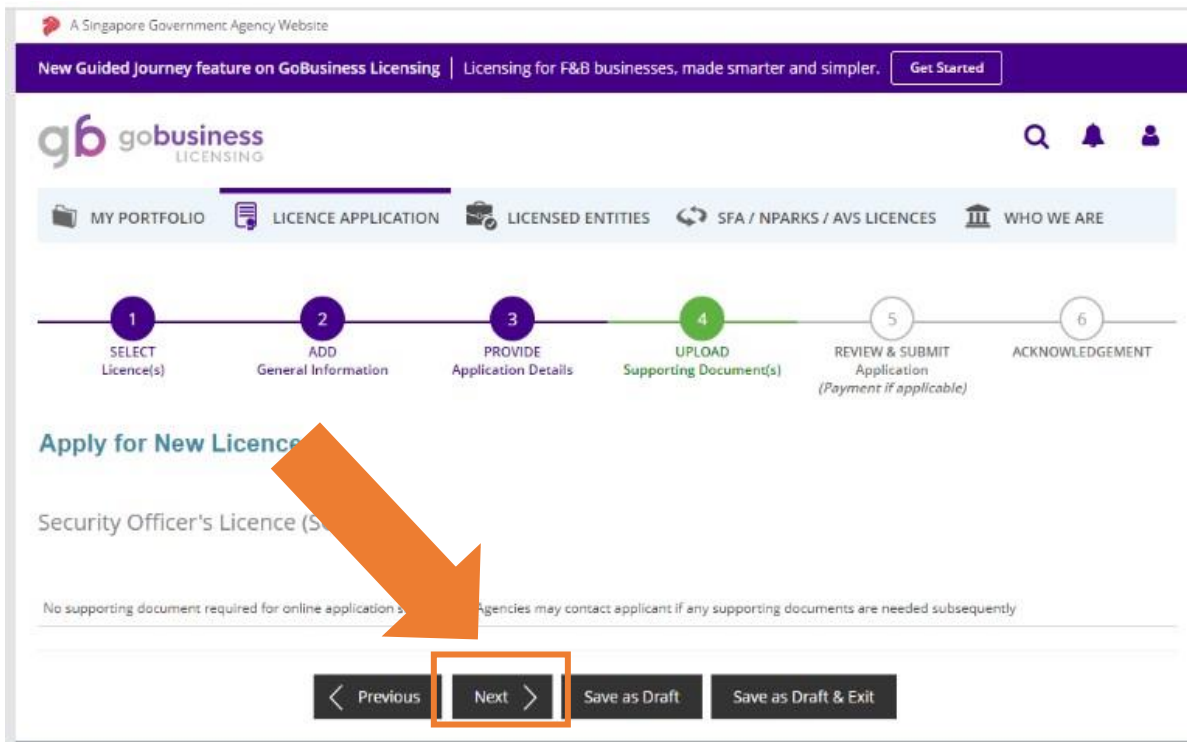 A Singapore Government Agency Website
New Guided Journey feature on GoBusiness Licensing | Licensing for F&B businesses, made smarter and simpler. Get Started
gb gobusiness
LICENSING
MY PORTFOLIO LICENCE APPLICATION LICENSED ENTITIES SFA / NPARKS / AVS LICENCES WHO WE ARE
1 2 3 4 5 6
SELECT ADD PROVIDE UPLOAD REVIEW & SUBMIT ACKNOWLEDGEMENT
Licence(s) General Information Application Details Supporting Document(s) Application
(Payment if applicable)
Apply for New Licence
Security Officer's Licence (S
No supporting document required for online application Agencies may contact applicant if any supporting documents are needed subsequently
Previous Next Save as Draft Save as Draft & Exit